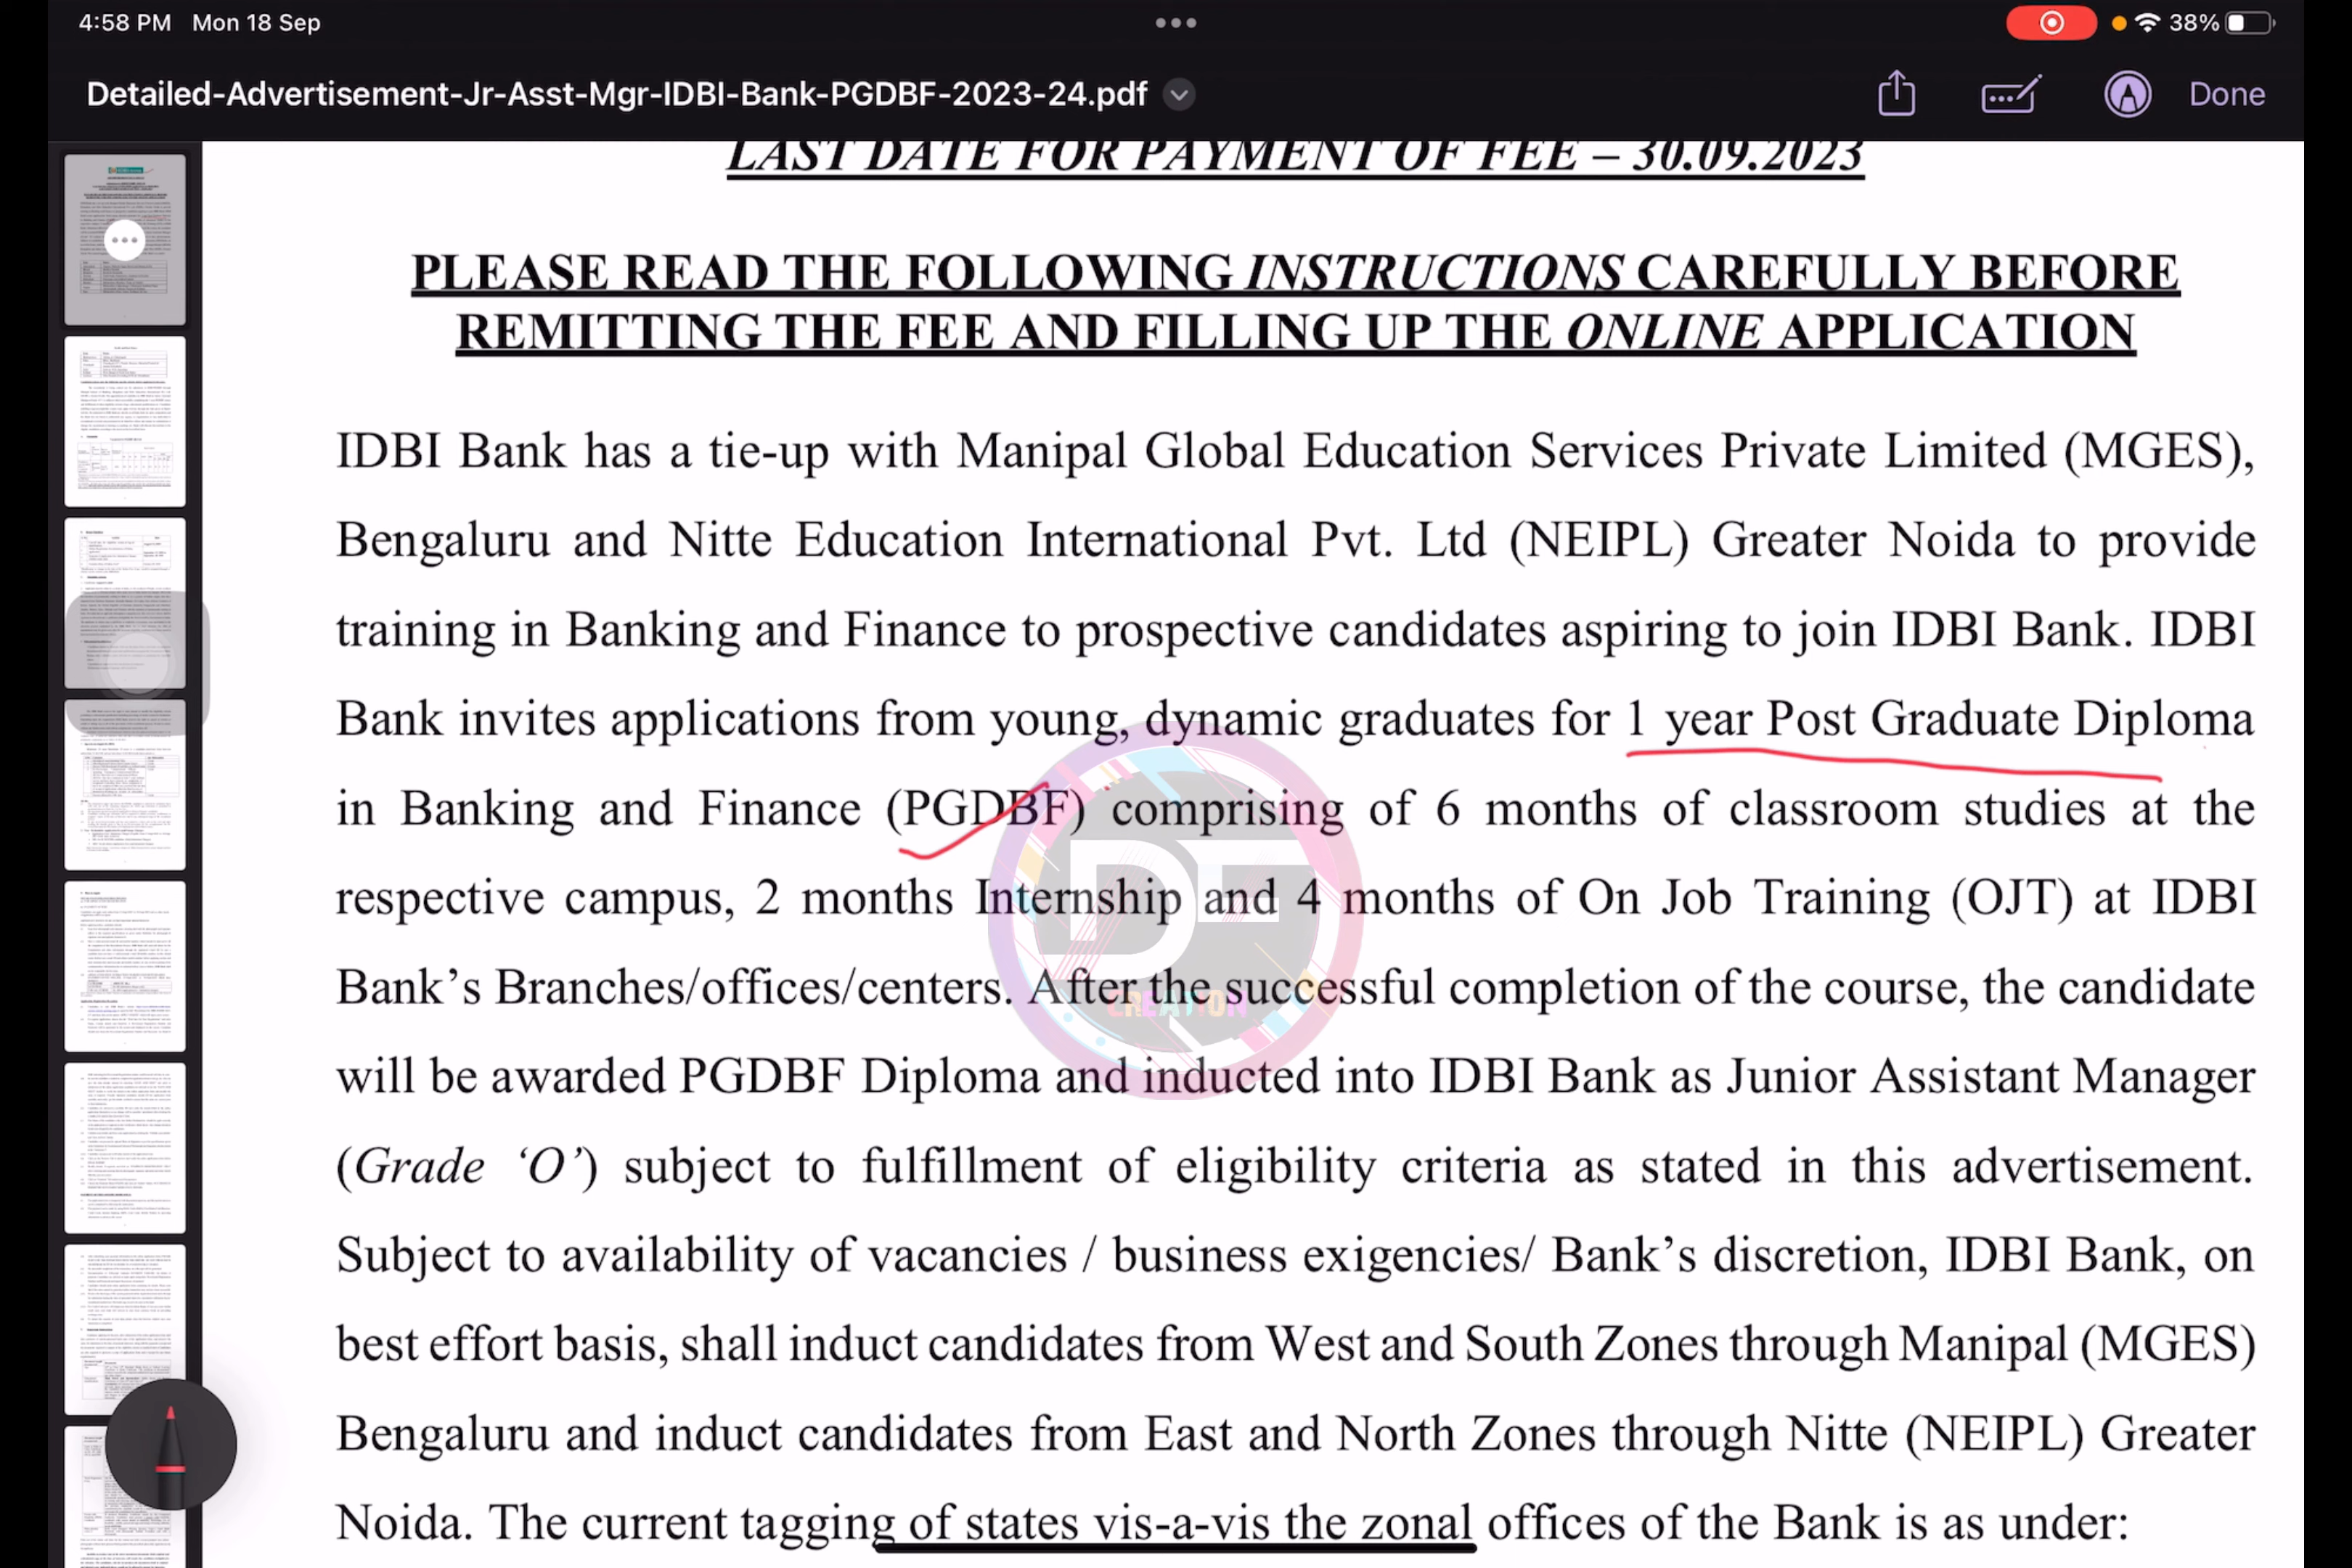 4:58 PM Mon 18 Sep
38%
Detailed-Advertisement-Jr-Asst-Mgr-IDBI-Bank-PGDBF-2023-24.pdf
Done
LAST DATE FOR PAYMENT OF FEE – 30.09.2023
PLEASE READ THE FOLLOWING INSTRUCTIONS CAREFULLY BEFORE
REMITTING THE FEE AND FILLING UP THE ONLINE APPLICATION
IDBI Bank has a tie-up with Manipal Global Education Services Private Limited (MGES),
Bengaluru and Nitte Education International Pvt. Ltd (NEIPL) Greater Noida to provide
training in Banking and Finance to prospective candidates aspiring to join IDBI Bank. IDBI
Bank invites applications from young, dynamic graduates for 1 year Post Graduate Diploma
in Banking and Finance (PGDBF) comprising of 6 months of classroom studies at the
respective campus, 2 months Internship and 4 months of On Job Training (OJT) at IDBI
Bank’s Branches/offices/centers. After the successful completion of the course, the candidate
will be awarded PGDBF Diploma and inducted into IDBI Bank as Junior Assistant Manager
(Grade ‘O’) subject to fulfillment of eligibility criteria as stated in this advertisement.
Subject to availability of vacancies / business exigencies/ Bank’s discretion, IDBI Bank, on
best effort basis, shall induct candidates from West and South Zones through Manipal (MGES)
Bengaluru and induct candidates from East and North Zones through Nitte (NEIPL) Greater
Noida. The current tagging of states vis-a-vis the zonal offices of the Bank is as under:
CREATION